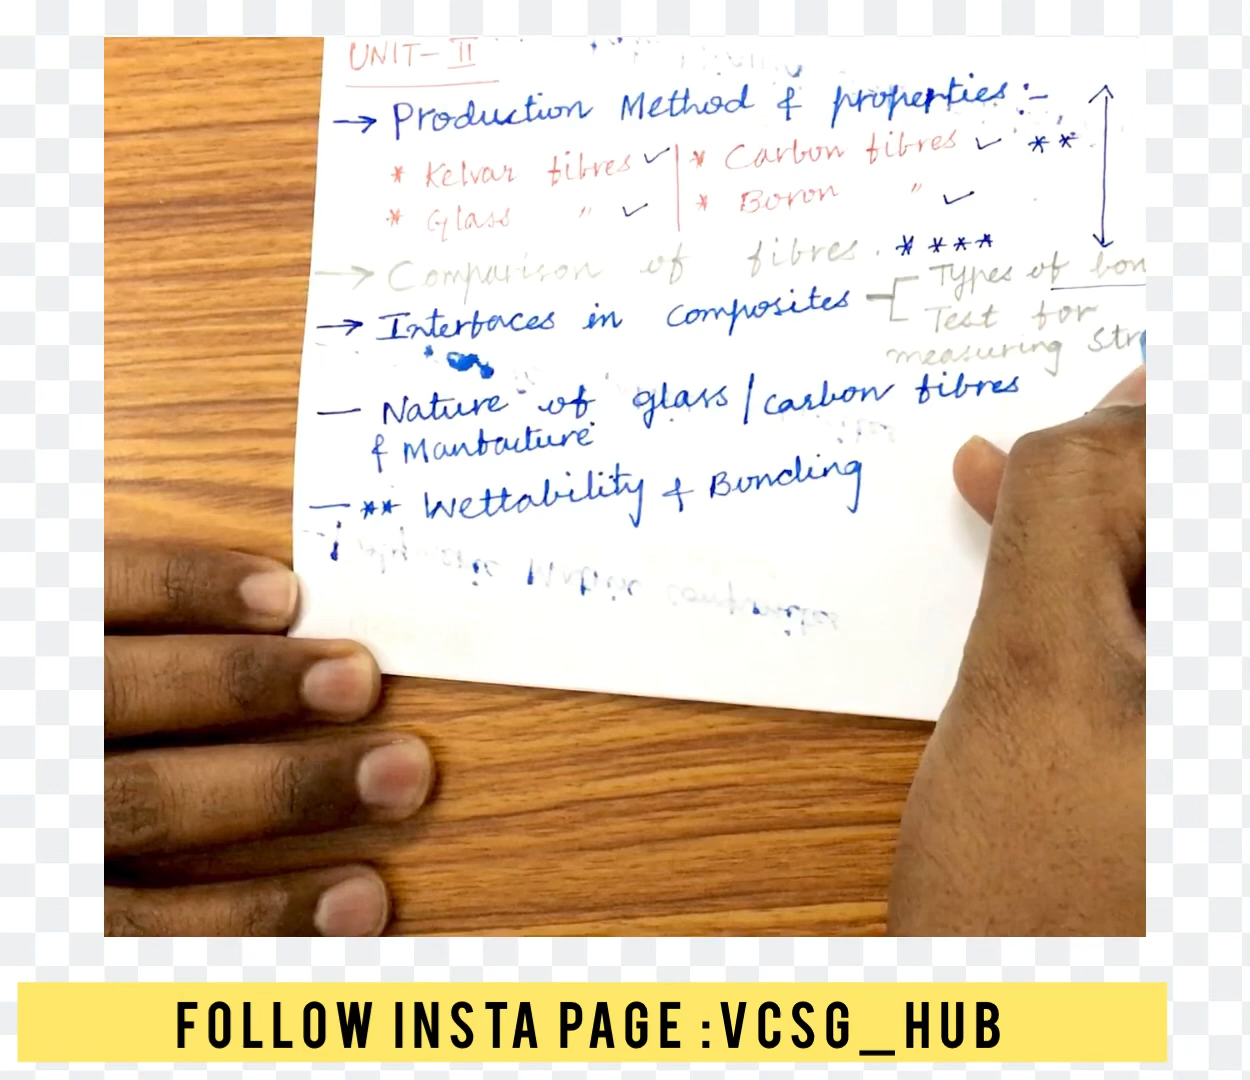 UNIT-II
→ Production Method & properties :-
* Kelvar fibres ✓ | * Carbon fibres ✓ **
* Glass " ✓ | * Boron " ✓
→ Comparison of fibres. ****
→ Interfaces in composites
Types of bon
Test for
measuring Str
— Nature of glass/carbon fibres
& Manfacture
— ** Wettability & Bonding
FOLLOW INSTA PAGE :VCSG_HUB